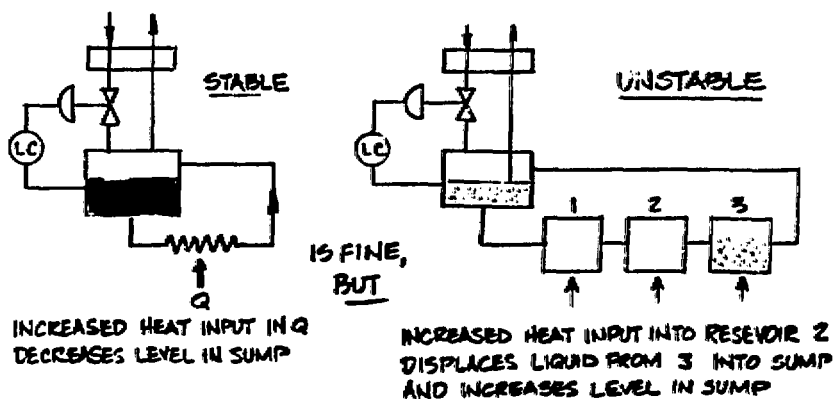 STABLE
LC
Q
INCREASED HEAT INPUT IN Q
DECREASES LEVEL IN SUMP
IS FINE,
BUT
UNSTABLE
LC
1 2 3
INCREASED HEAT INPUT INTO RESEVOIR 2
DISPLACES LIQUID FROM 3 INTO SUMP
AND INCREASES LEVEL IN SUMP